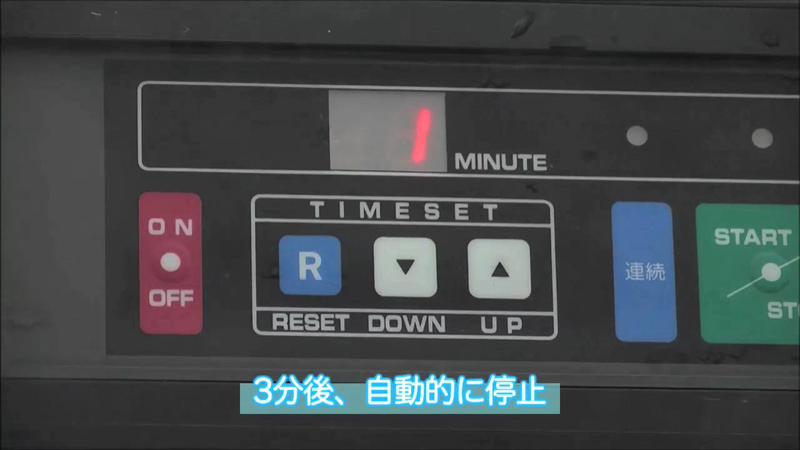 1
MINUTE
ON
OFF
TIMESET
R
RESET DOWN UP
連続
START
STO
3分後、自動的に停止